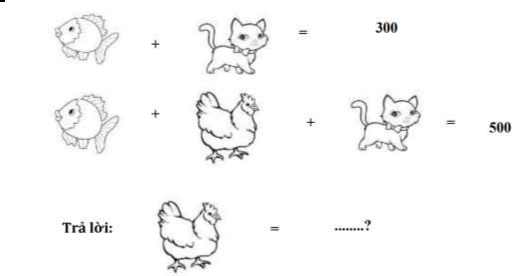 + = 300
+ + = 500
Trả lời: = ........?